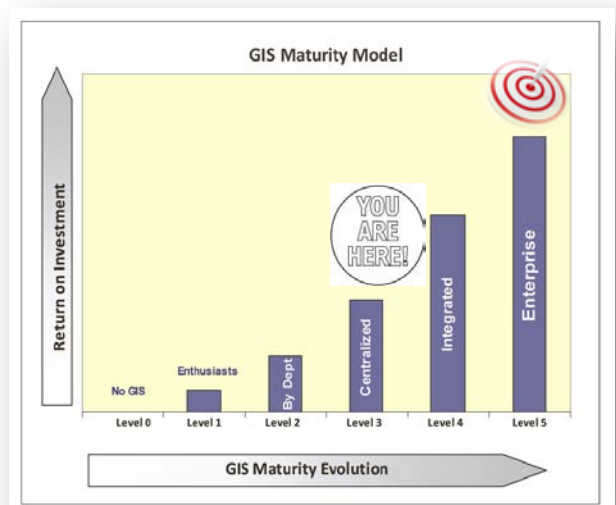 GIS Maturity Model
Return on Investment
YOU
ARE
HERE!
No GIS
Enthusiasts
By Dept
Centralized
Integrated
Enterprise
Level 0
Level 1
Level 2
Level 3
Level 4
Level 5
GIS Maturity Evolution